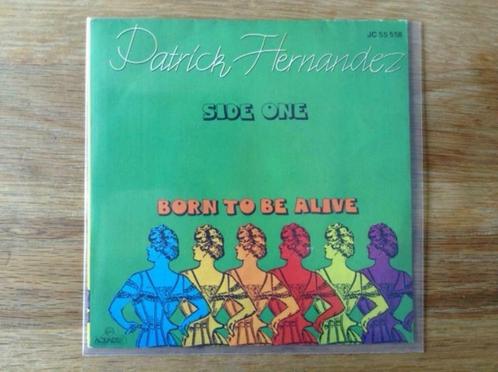 JC 55 558
Patrick Hernandez
SIDE ONE
BORN TO BE ALIVE